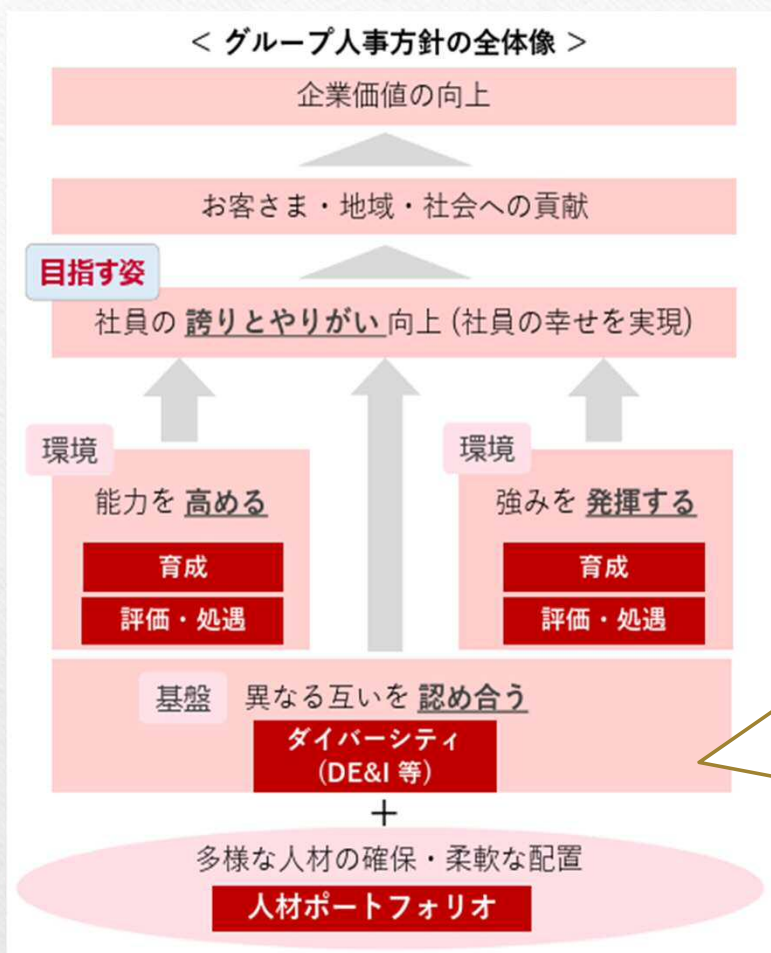 ＜ グループ人事方針の全体像 ＞
企業価値の向上
お客さま・地域・社会への貢献
目指す姿
社員の 誇りとやりがい 向上 (社員の幸せを実現)
環境
能力を 高める
育成
評価・処遇
環境
強みを 発揮する
育成
評価・処遇
基盤 異なる互いを 認め合う
ダイバーシティ
(DE&I 等)
+
多様な人材の確保・柔軟な配置
人材ポートフォリオ